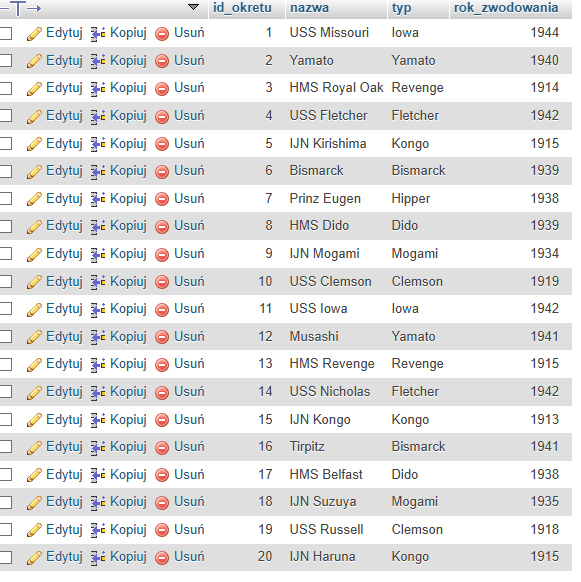 id_okretu nazwa typ rok_zwodowania
Edytuj Kopiuj Usuń 1 USS Missouri Iowa 1944
Edytuj Kopiuj Usuń 2 Yamato Yamato 1940
Edytuj Kopiuj Usuń 3 HMS Royal Oak Revenge 1914
Edytuj Kopiuj Usuń 4 USS Fletcher Fletcher 1942
Edytuj Kopiuj Usuń 5 IJN Kirishima Kongo 1915
Edytuj Kopiuj Usuń 6 Bismarck Bismarck 1939
Edytuj Kopiuj Usuń 7 Prinz Eugen Hipper 1938
Edytuj Kopiuj Usuń 8 HMS Dido Dido 1939
Edytuj Kopiuj Usuń 9 IJN Mogami Mogami 1934
Edytuj Kopiuj Usuń 10 USS Clemson Clemson 1919
Edytuj Kopiuj Usuń 11 USS Iowa Iowa 1942
Edytuj Kopiuj Usuń 12 Musashi Yamato 1941
Edytuj Kopiuj Usuń 13 HMS Revenge Revenge 1915
Edytuj Kopiuj Usuń 14 USS Nicholas Fletcher 1942
Edytuj Kopiuj Usuń 15 IJN Kongo Kongo 1913
Edytuj Kopiuj Usuń 16 Tirpitz Bismarck 1941
Edytuj Kopiuj Usuń 17 HMS Belfast Dido 1938
Edytuj Kopiuj Usuń 18 IJN Suzuya Mogami 1935
Edytuj Kopiuj Usuń 19 USS Russell Clemson 1918
Edytuj Kopiuj Usuń 20 IJN Haruna Kongo 1915